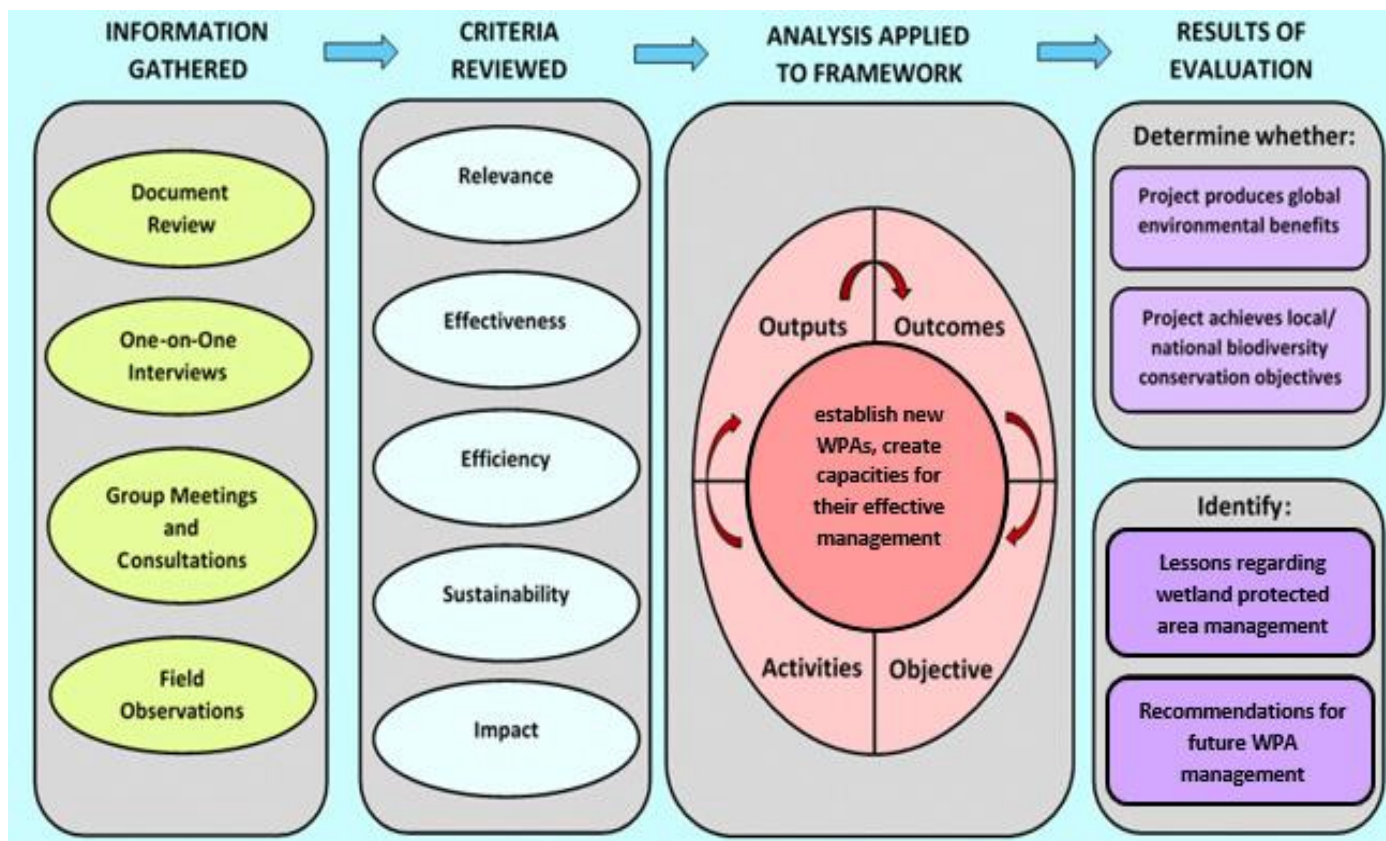 INFORMATION
GATHERED
CRITERIA
REVIEWED
ANALYSIS APPLIED
TO FRAMEWORK
RESULTS OF
EVALUATION
Document
Review
One-on-One
Interviews
Group Meetings
and
Consultations
Field
Observations
Relevance
Effectiveness
Efficiency
Sustainability
Impact
Outputs
Outcomes
establish new
WPAs, create
capacities for
their effective
management
Activities
Objective
Determine whether:
Project produces global
environmental benefits
Project achieves local/
national biodiversity
conservation objectives
Identify:
Lessons regarding
wetland protected
area management
Recommendations for
future WPA
management